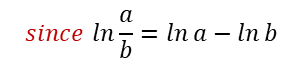 since ln a/b = ln a − ln b